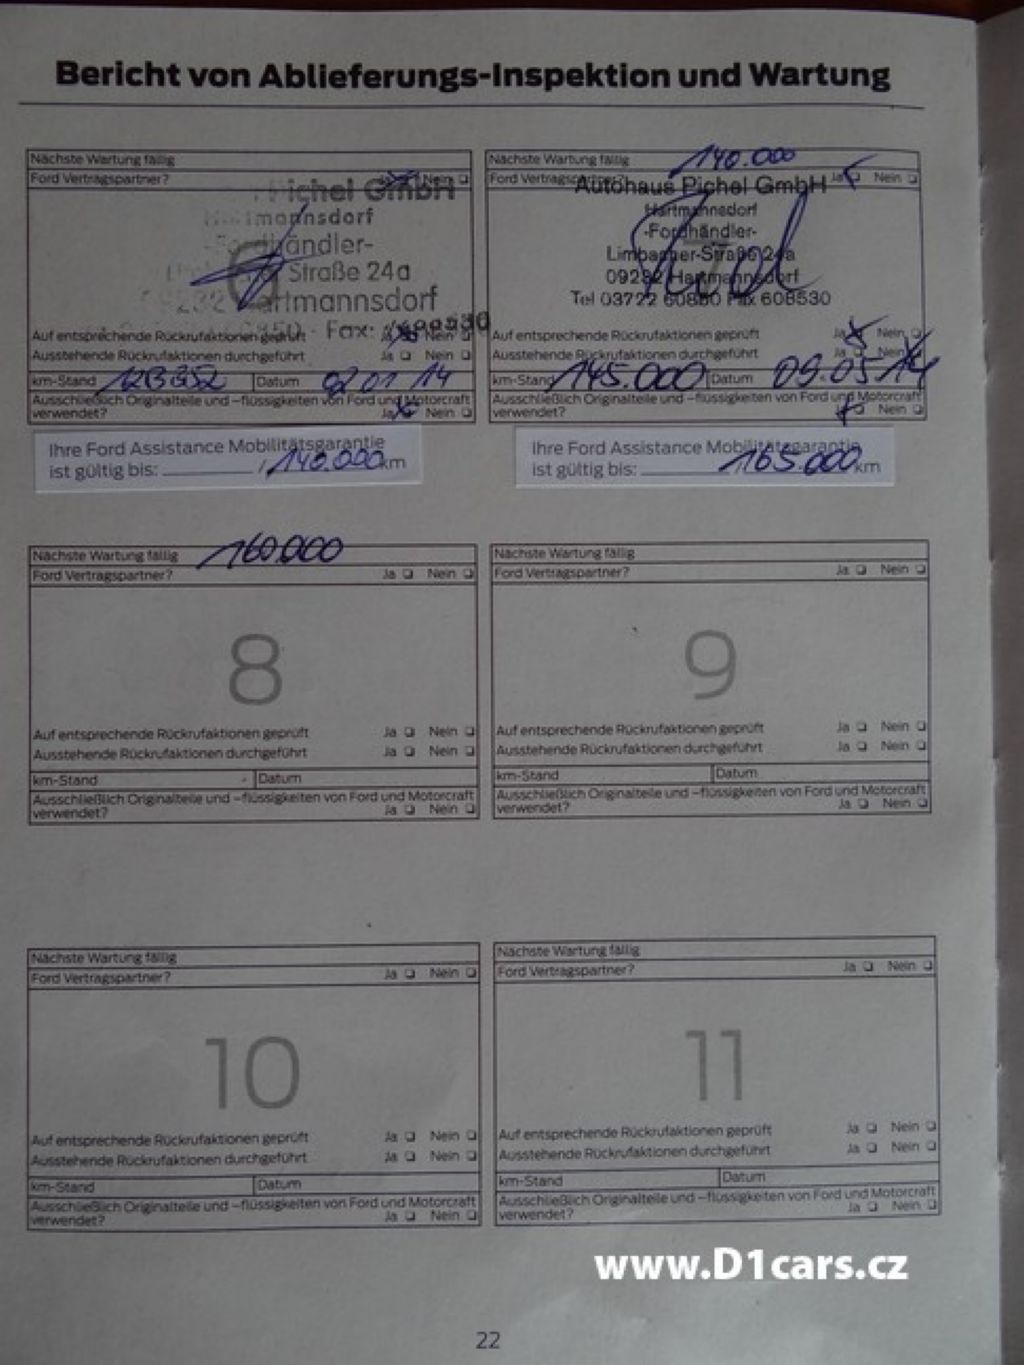 Bericht von Ablieferungs-Inspektion und Wartung
Nächste Wartung fällig
Ford Vertragspartner? Ja Nein
Pichel GmbH
Hartmannsdorf
-Fordhändler-
Straße 24a
09232 Hartmannsdorf
Fax:
Auf entsprechende Rückrufaktionen geprüft Ja Nein
Ausstehende Rückrufaktionen durchgeführt Ja Nein
km-Stand 123352 Datum 02 01 14
Ausschließlich Originalteile und –flüssigkeiten von Ford und Motorcraft
verwendet? Ja Nein
Ihre Ford Assistance Mobilitätsgarantie
ist gültig bis: / 140.000 km
Nächste Wartung fällig 140.000
Ford Vertragspartner? Ja Nein
Autohaus Pichel GmbH
Hartmannsdorf
-Fordhändler-
Limbacher-Straße 24a
09232 Hartmannsdorf
Tel 03722 60850 Fax 608530
Auf entsprechende Rückrufaktionen geprüft Ja Nein
Ausstehende Rückrufaktionen durchgeführt Ja Nein
km-Stand 145.000 Datum 09.05.14
Ausschließlich Originalteile und –flüssigkeiten von Ford und Motorcraft
verwendet? Ja Nein
Ihre Ford Assistance Mobilitätsgarantie
ist gültig bis: 165.000 km
Nächste Wartung fällig 160.000
Ford Vertragspartner? Ja Nein
8
Auf entsprechende Rückrufaktionen geprüft Ja Nein
Ausstehende Rückrufaktionen durchgeführt Ja Nein
km-Stand Datum
Ausschließlich Originalteile und –flüssigkeiten von Ford und Motorcraft
verwendet? Ja Nein
Nächste Wartung fällig
Ford Vertragspartner? Ja Nein
9
Auf entsprechende Rückrufaktionen geprüft Ja Nein
Ausstehende Rückrufaktionen durchgeführt Ja Nein
km-Stand Datum
Ausschließlich Originalteile und –flüssigkeiten von Ford und Motorcraft
verwendet? Ja Nein
Nächste Wartung fällig
Ford Vertragspartner? Ja Nein
10
Auf entsprechende Rückrufaktionen geprüft Ja Nein
Ausstehende Rückrufaktionen durchgeführt Ja Nein
km-Stand Datum
Ausschließlich Originalteile und –flüssigkeiten von Ford und Motorcraft
verwendet? Ja Nein
Nächste Wartung fällig
Ford Vertragspartner? Ja Nein
11
Auf entsprechende Rückrufaktionen geprüft Ja Nein
Ausstehende Rückrufaktionen durchgeführt Ja Nein
km-Stand Datum
Ausschließlich Originalteile und –flüssigkeiten von Ford und Motorcraft
verwendet? Ja Nein
www.D1cars.cz
22